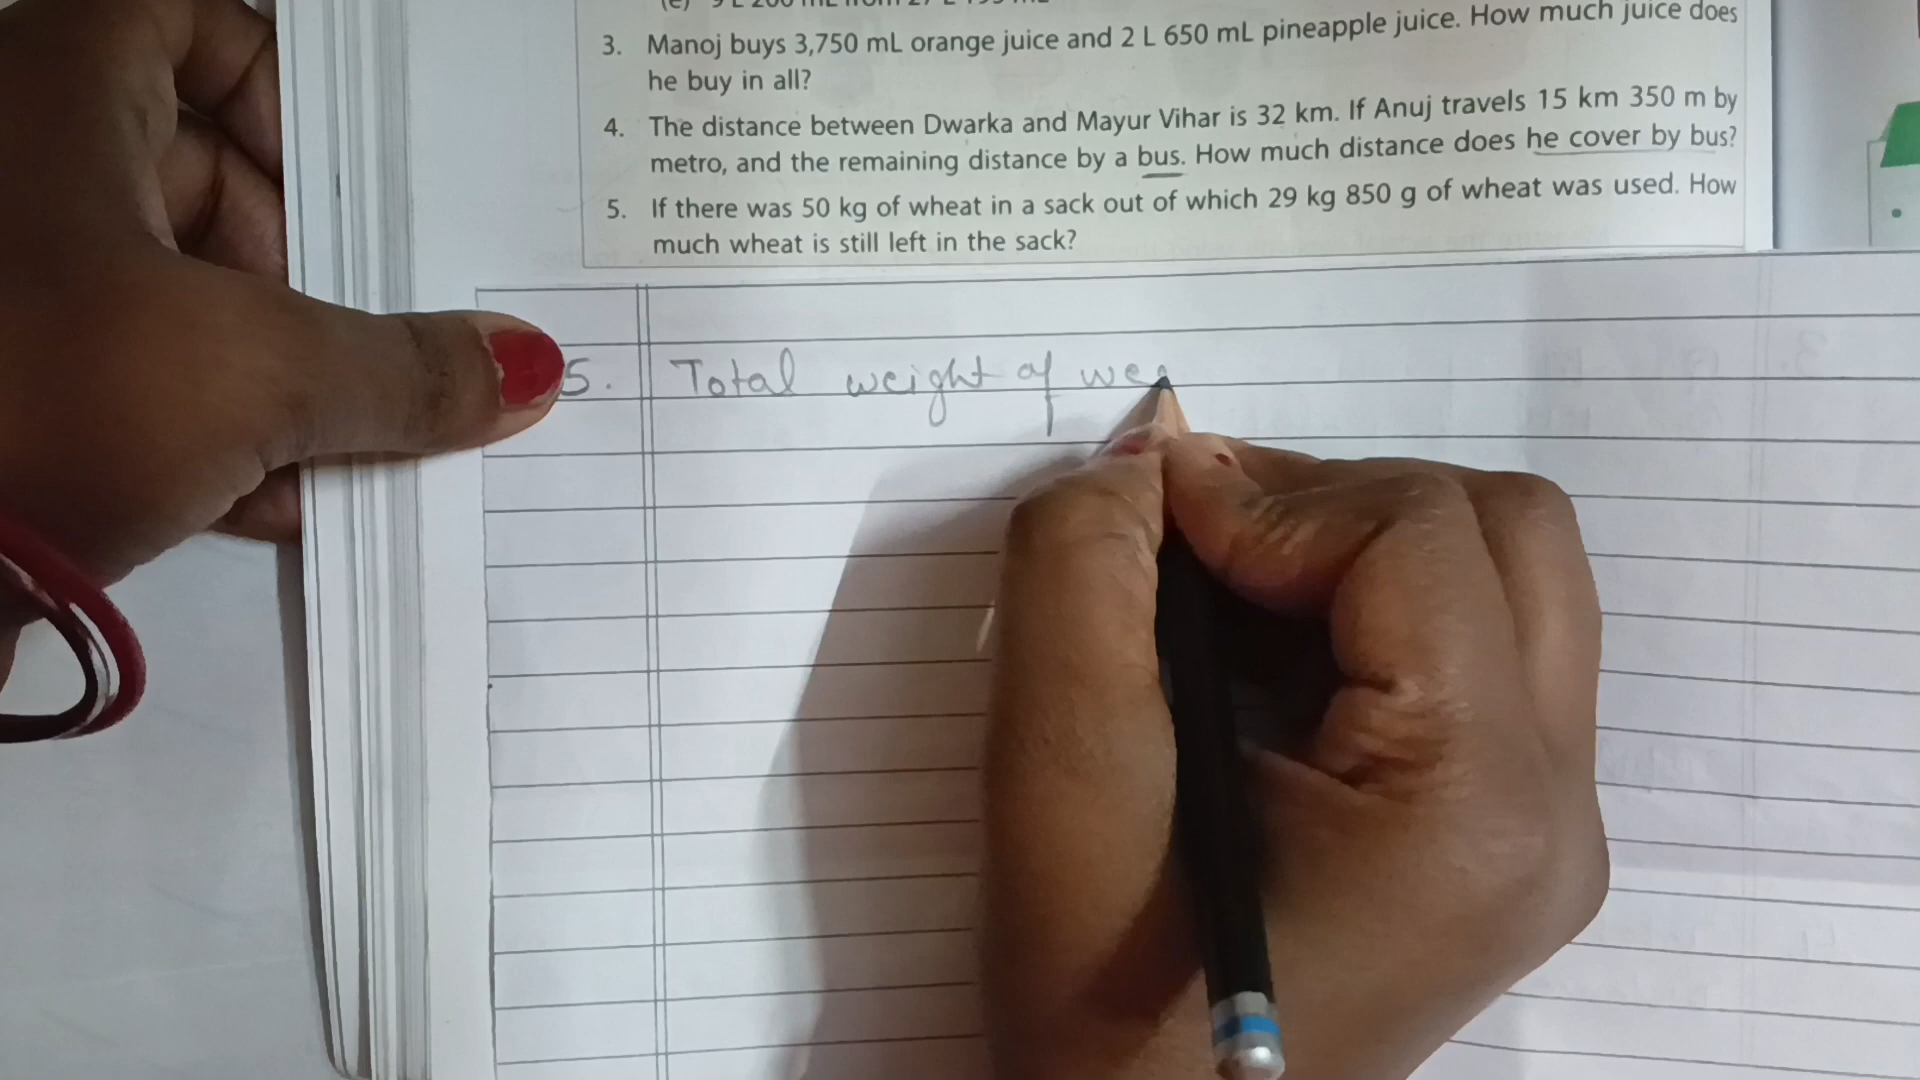 3. Manoj buys 3,750 mL orange juice and 2 L 650 mL pineapple juice. How much juice does
he buy in all?
4. The distance between Dwarka and Mayur Vihar is 32 km. If Anuj travels 15 km 350 m by
metro, and the remaining distance by a bus. How much distance does he cover by bus?
5. If there was 50 kg of wheat in a sack out of which 29 kg 850 g of wheat was used. How
much wheat is still left in the sack?
5. Total weight of we